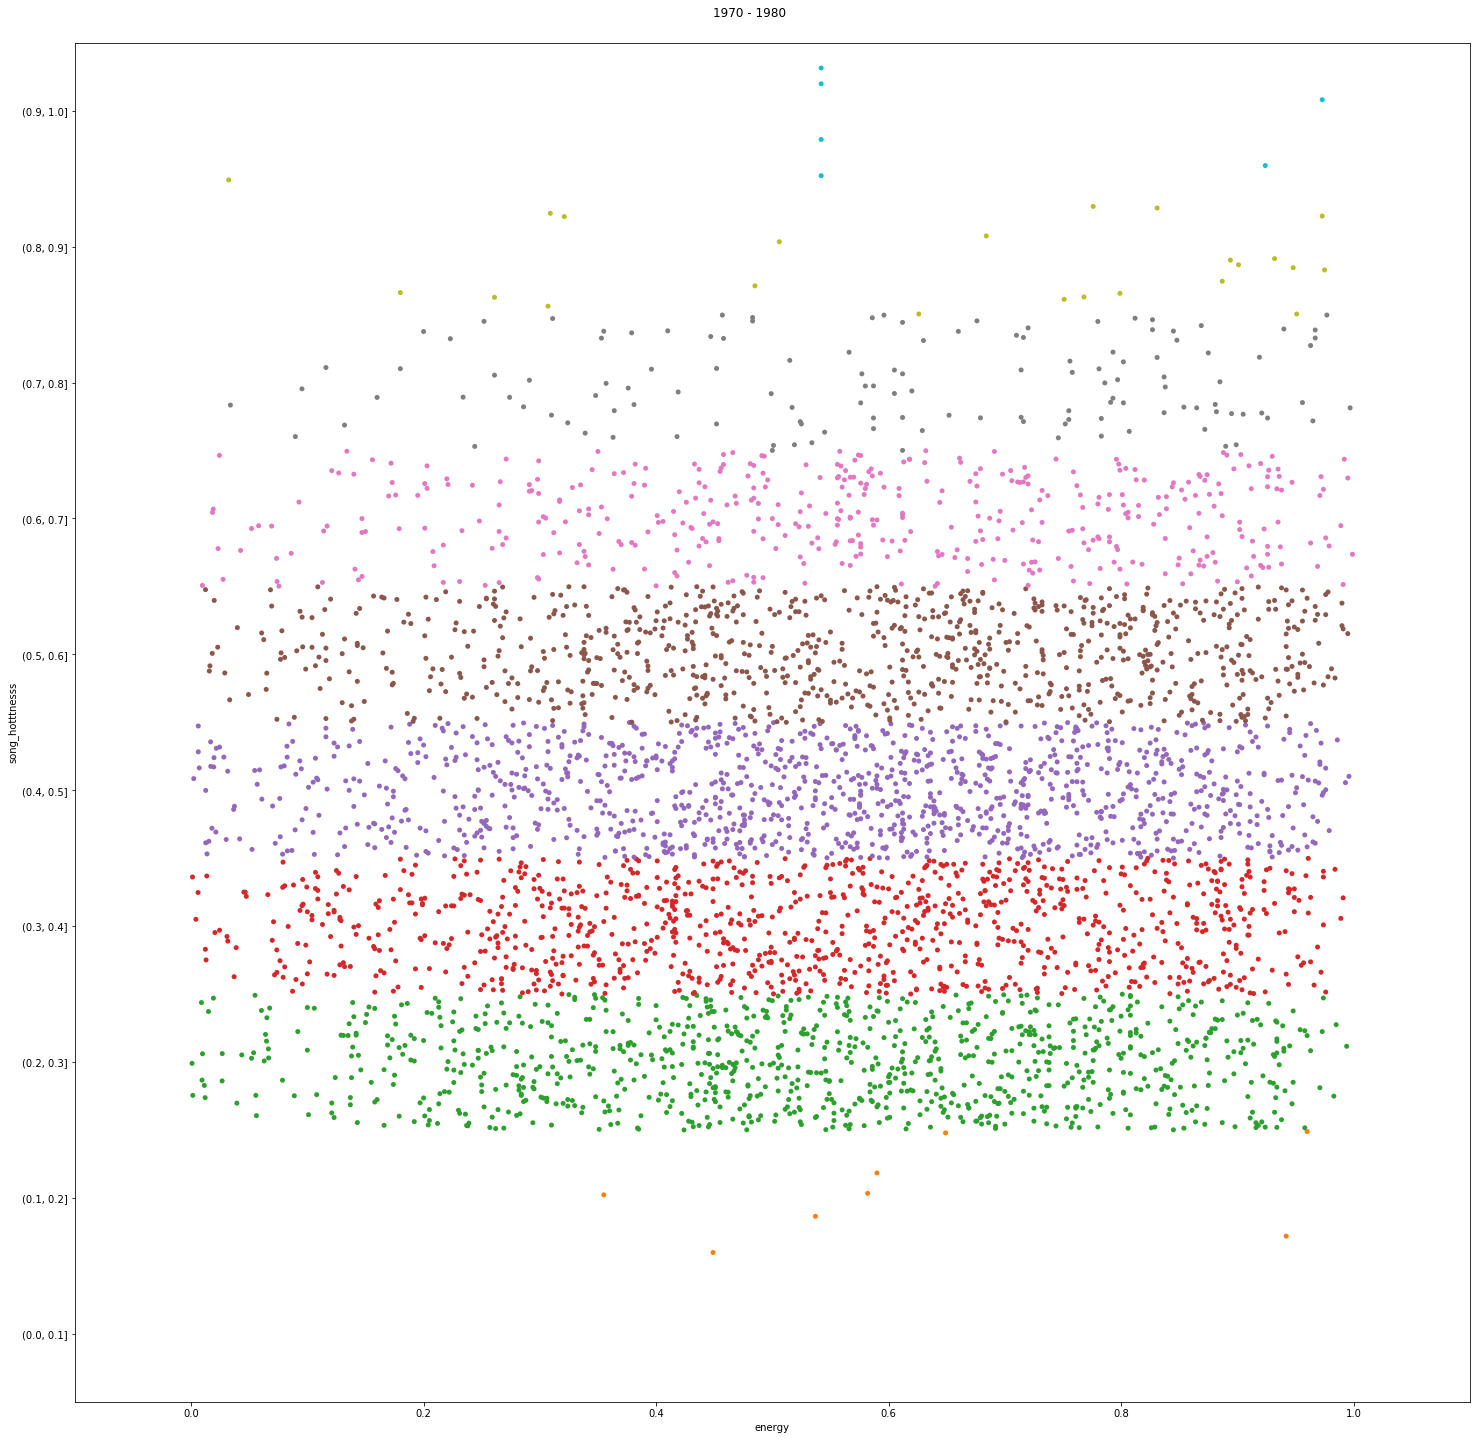 1970 - 1980
(0.9, 1.0]
(0.8, 0.9]
(0.7, 0.8]
(0.6, 0.7]
(0.5, 0.6]
(0.4, 0.5]
(0.3, 0.4]
(0.2, 0.3]
(0.1, 0.2]
(0.0, 0.1]
song_hotttnesss
0.0 0.2 0.4 0.6 0.8 1.0
energy